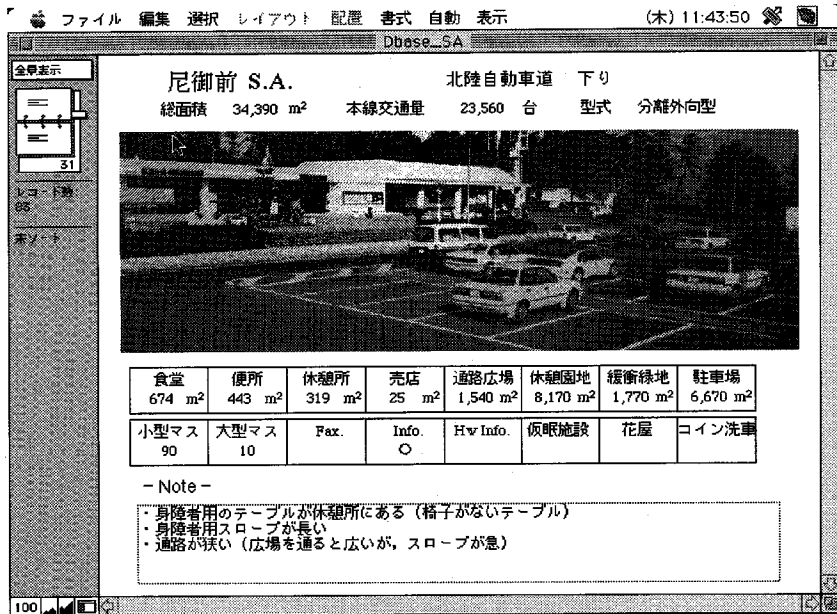 ファイル 編集 選択 レイアウト 配置 書式 自動 表示 (木) 11:43:50
Dbase_SA
全景表示
31
レコード数
未ソート
尼御前 S.A. 北陸自動車道 下り
総面積 34,390 m² 本線交通量 23,560 台 型式 分離外向型
食堂 便所 休憩所 売店 通路広場 休憩園地 緩衝緑地 駐車場
674 m² 443 m² 319 m² 25 m² 1,540 m² 8,170 m² 1,770 m² 6,670 m²
小型マス 大型マス Fax. Info. Hw Info. 仮眠施設 花屋 コイン洗車
90 10 ○
- Note -
・身障者用のテーブルが休憩所にある（椅子がないテーブル）
・身障者用スロープが長い
・通路が狭い（広場を通ると広いが，スロープが急）
100